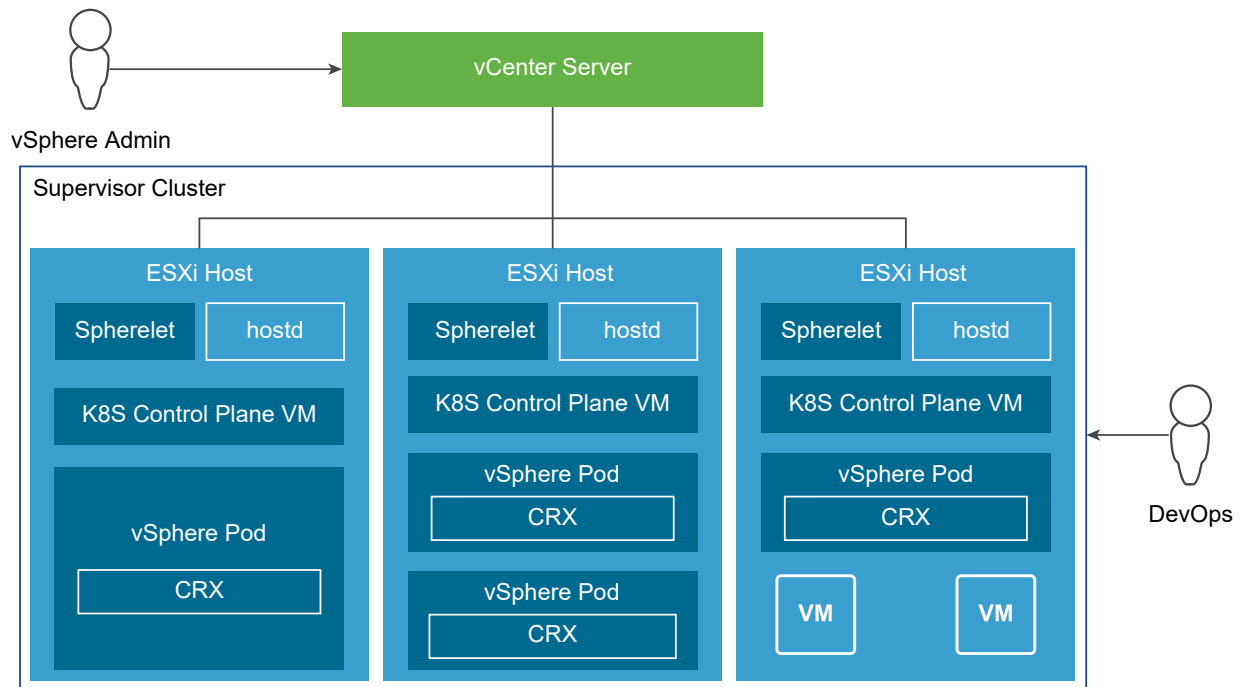 vCenter Server
vSphere Admin
Supervisor Cluster
ESXi Host
Spherelet
hostd
K8S Control Plane VM
vSphere Pod
CRX
ESXi Host
Spherelet
hostd
K8S Control Plane VM
vSphere Pod
CRX
vSphere Pod
CRX
ESXi Host
Spherelet
hostd
K8S Control Plane VM
vSphere Pod
CRX
VM
VM
DevOps